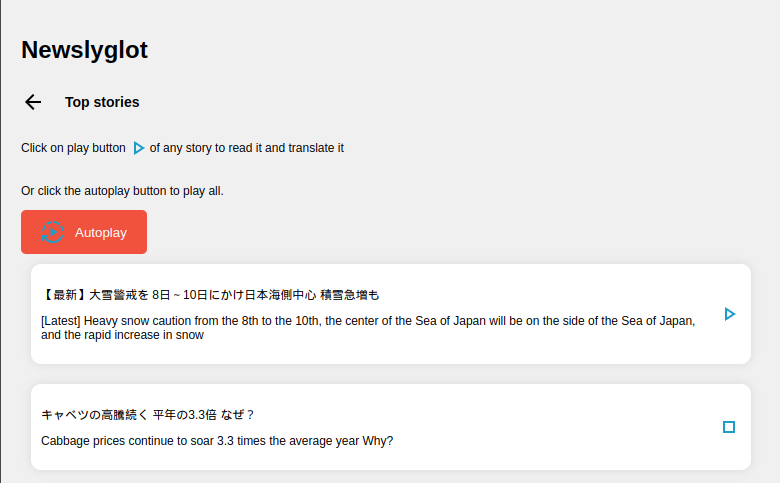 Newslyglot
Top stories
Click on play button of any story to read it and translate it
Or click the autoplay button to play all.
Autoplay
【最新】大雪警戒を 8日～10日にかけ日本海側中心 積雪急増も
[Latest] Heavy snow caution from the 8th to the 10th, the center of the Sea of Japan will be on the side of the Sea of Japan,
and the rapid increase in snow
キャベツの高騰続く 平年の3.3倍 なぜ？
Cabbage prices continue to soar 3.3 times the average year Why?